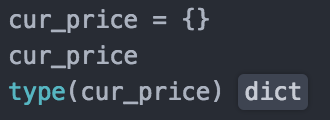 cur_price = {}
cur_price
type(cur_price) dict